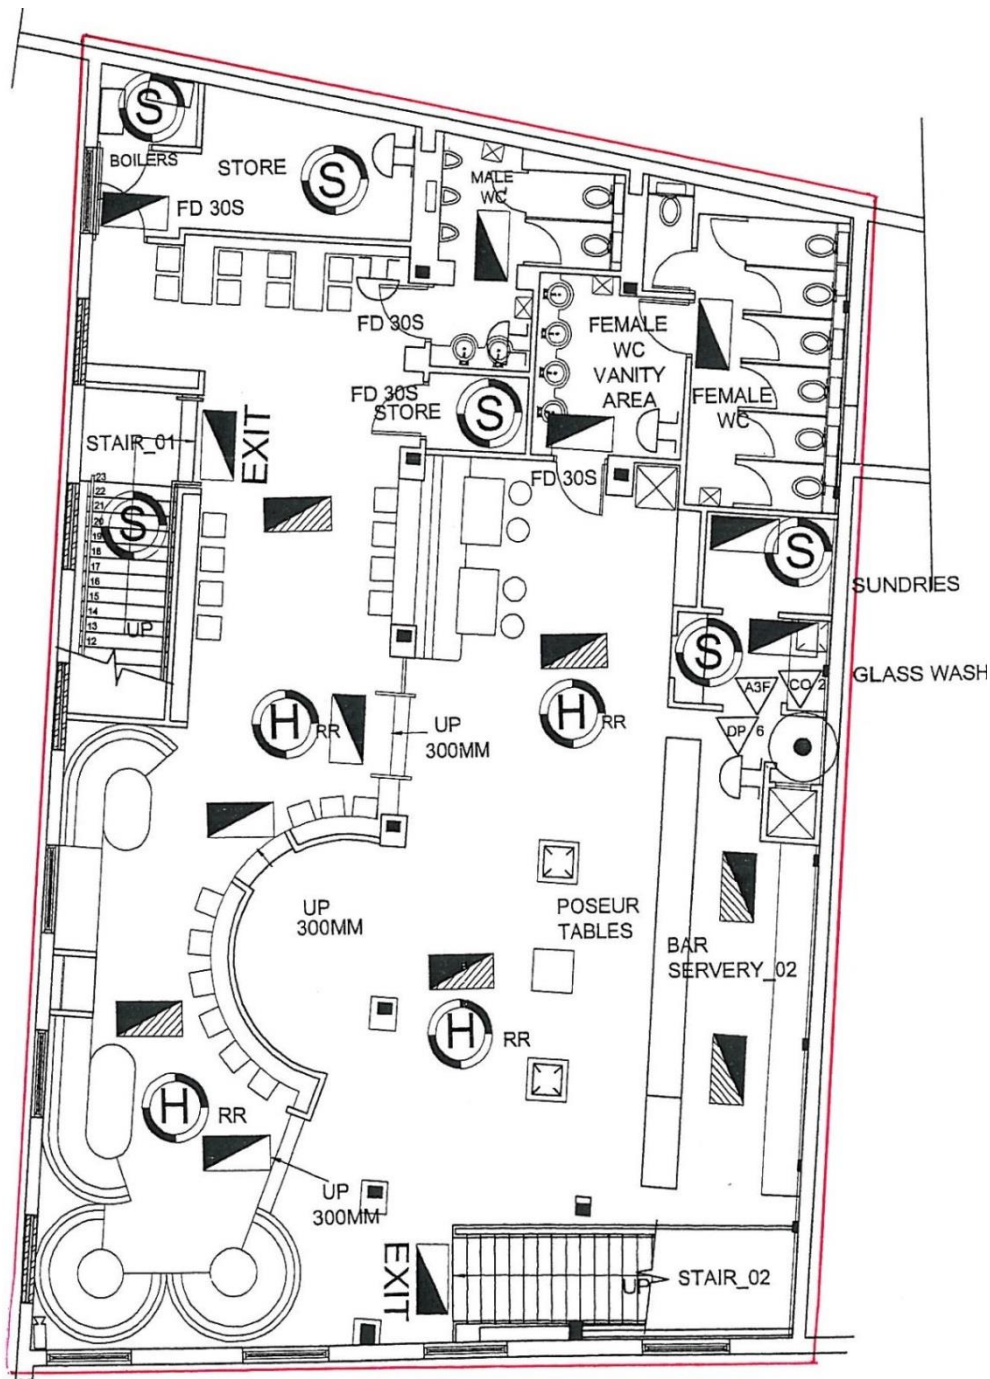 S
BOILERS
STORE
S
FD 30S
MALE
WC
FD 30S
FEMALE
WC
VANITY
AREA
FD 30S
STORE
S
FEMALE
WC
EXIT
STAIR_01
FD 30S
23
22
21
20
19
18
17
16
15
14
13
12
S
UP
S
SUNDRIES
S
GLASS WASH
A3F
CO 2
DP 6
H
RR
UP
300MM
H
RR
UP
300MM
POSEUR
TABLES
BAR
SERVERY_02
H
RR
H
RR
UP
300MM
EXIT
UP
STAIR_02